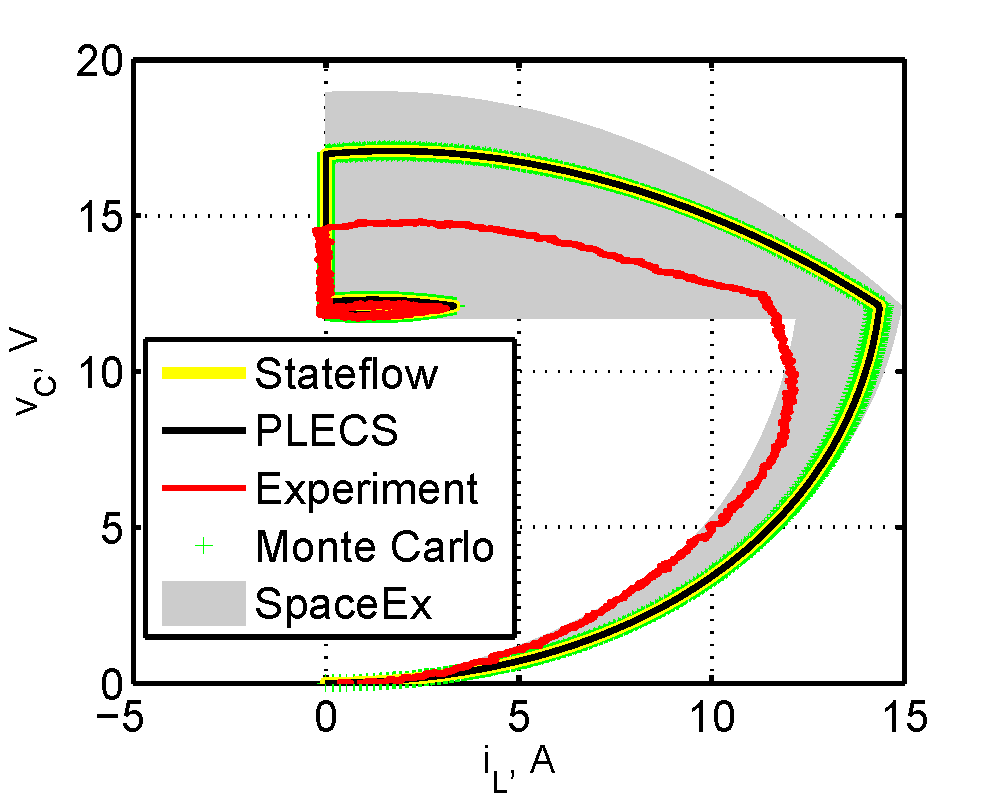 20
15
10
5
0
v_C, V
Stateflow
PLECS
Experiment
Monte Carlo
SpaceEx
−5 0 5 10 15
i_L, A